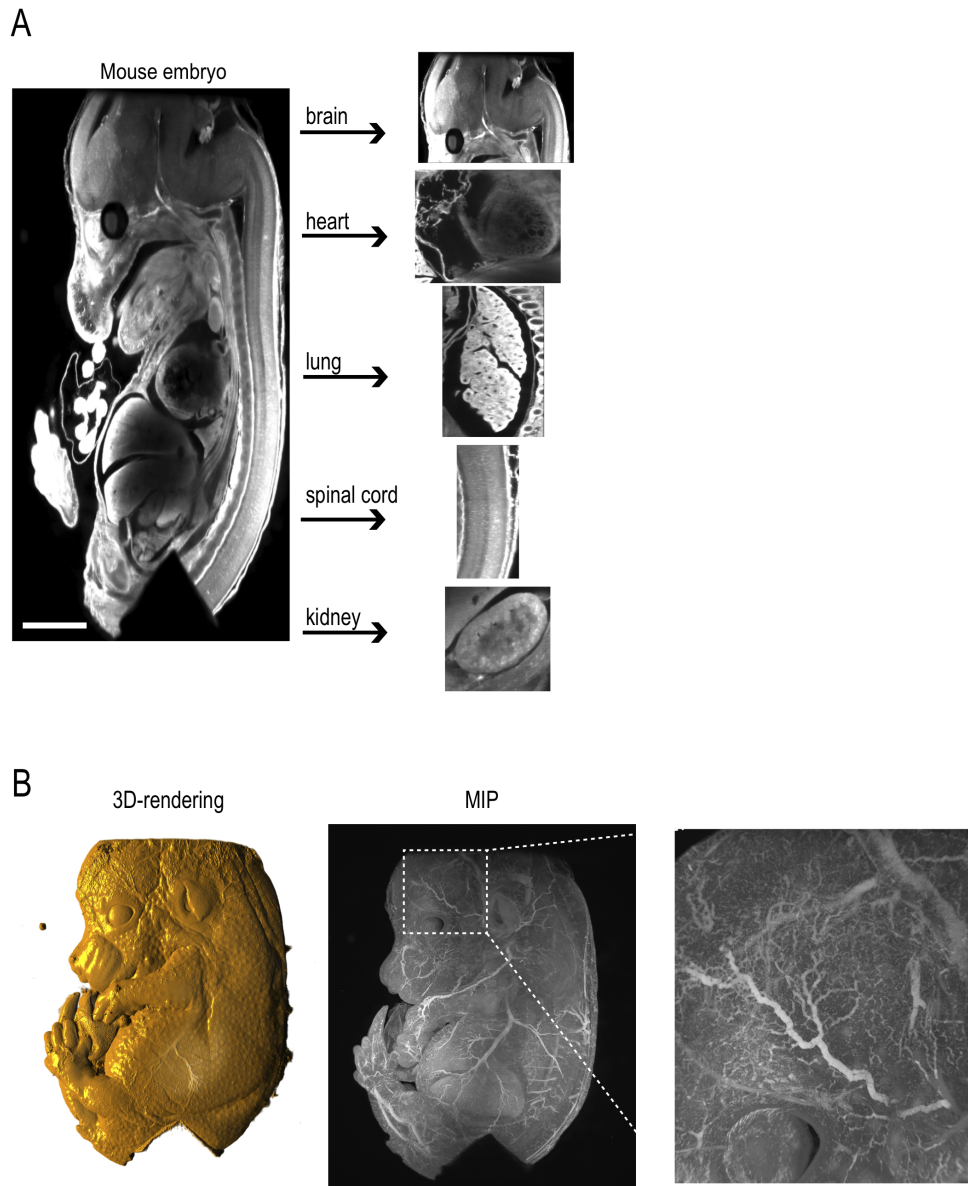 A
Mouse embryo
brain
heart
lung
spinal cord
kidney
B
3D-rendering
MIP